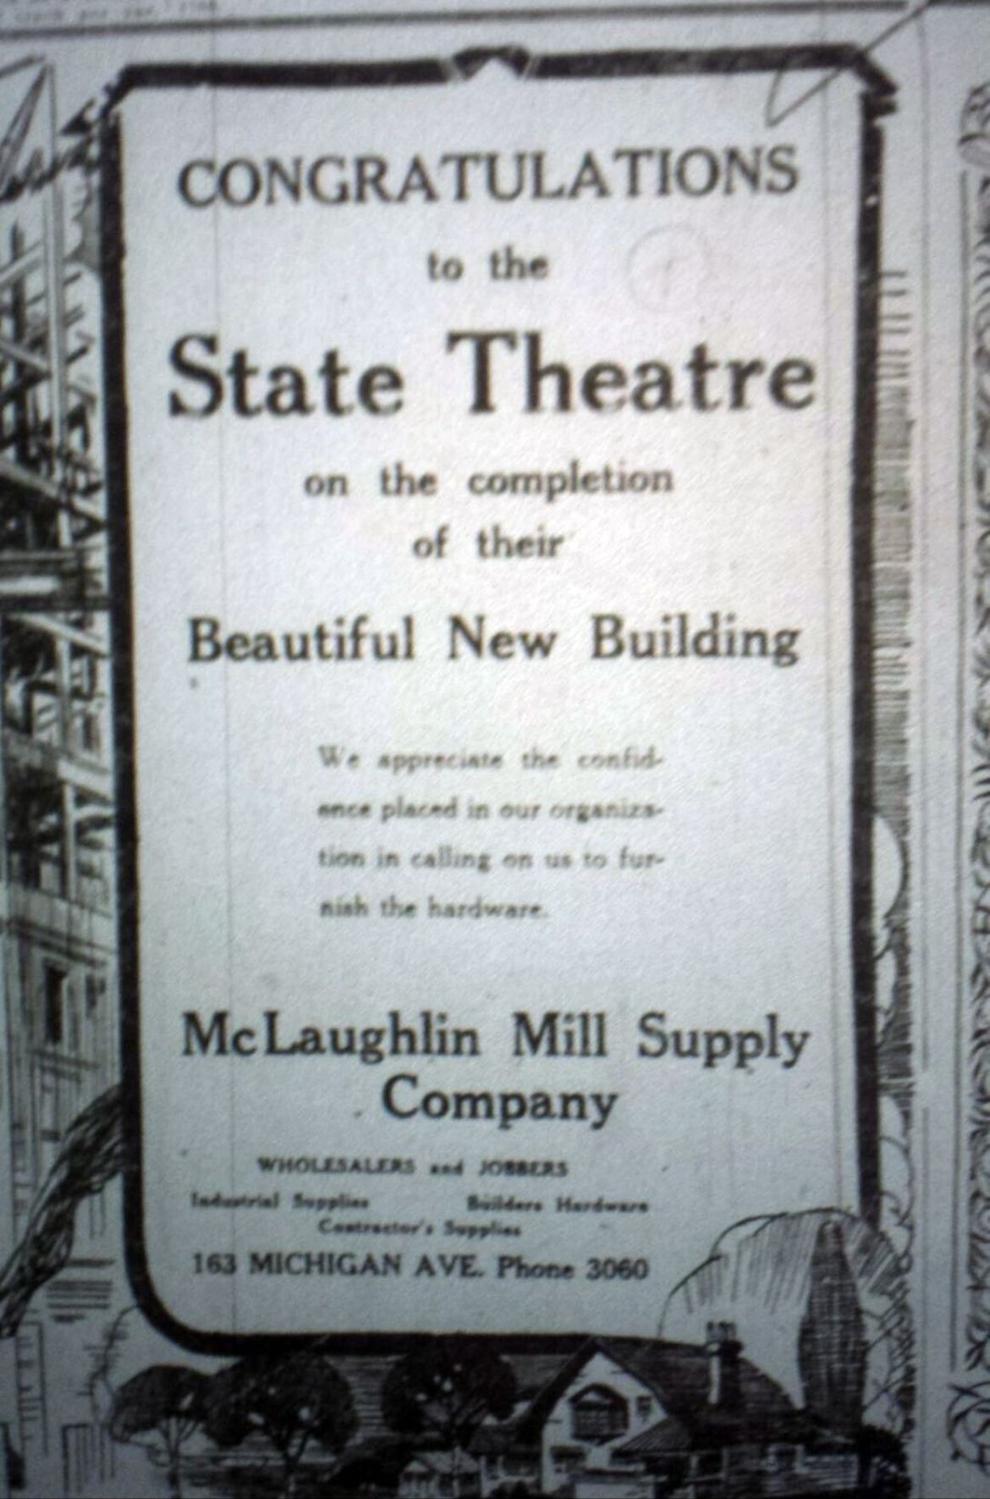 CONGRATULATIONS
to the
State Theatre
on the completion
of their
Beautiful New Building
We appreciate the confid-
ence placed in our organiza-
tion in calling on us to fur-
nish the hardware.
McLaughlin Mill Supply
Company
WHOLESALERS and JOBBERS
Industrial Supplies Builders Hardware
Contractor's Supplies
163 MICHIGAN AVE. Phone 3060